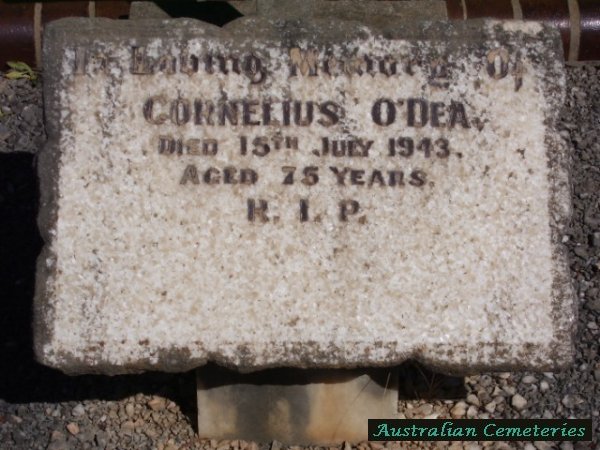 In Loving Memory Of
CORNELIUS O'DEA.
DIED 15TH JULY 1943.
AGED 75 YEARS.
R. I. P.
Australian Cemeteries